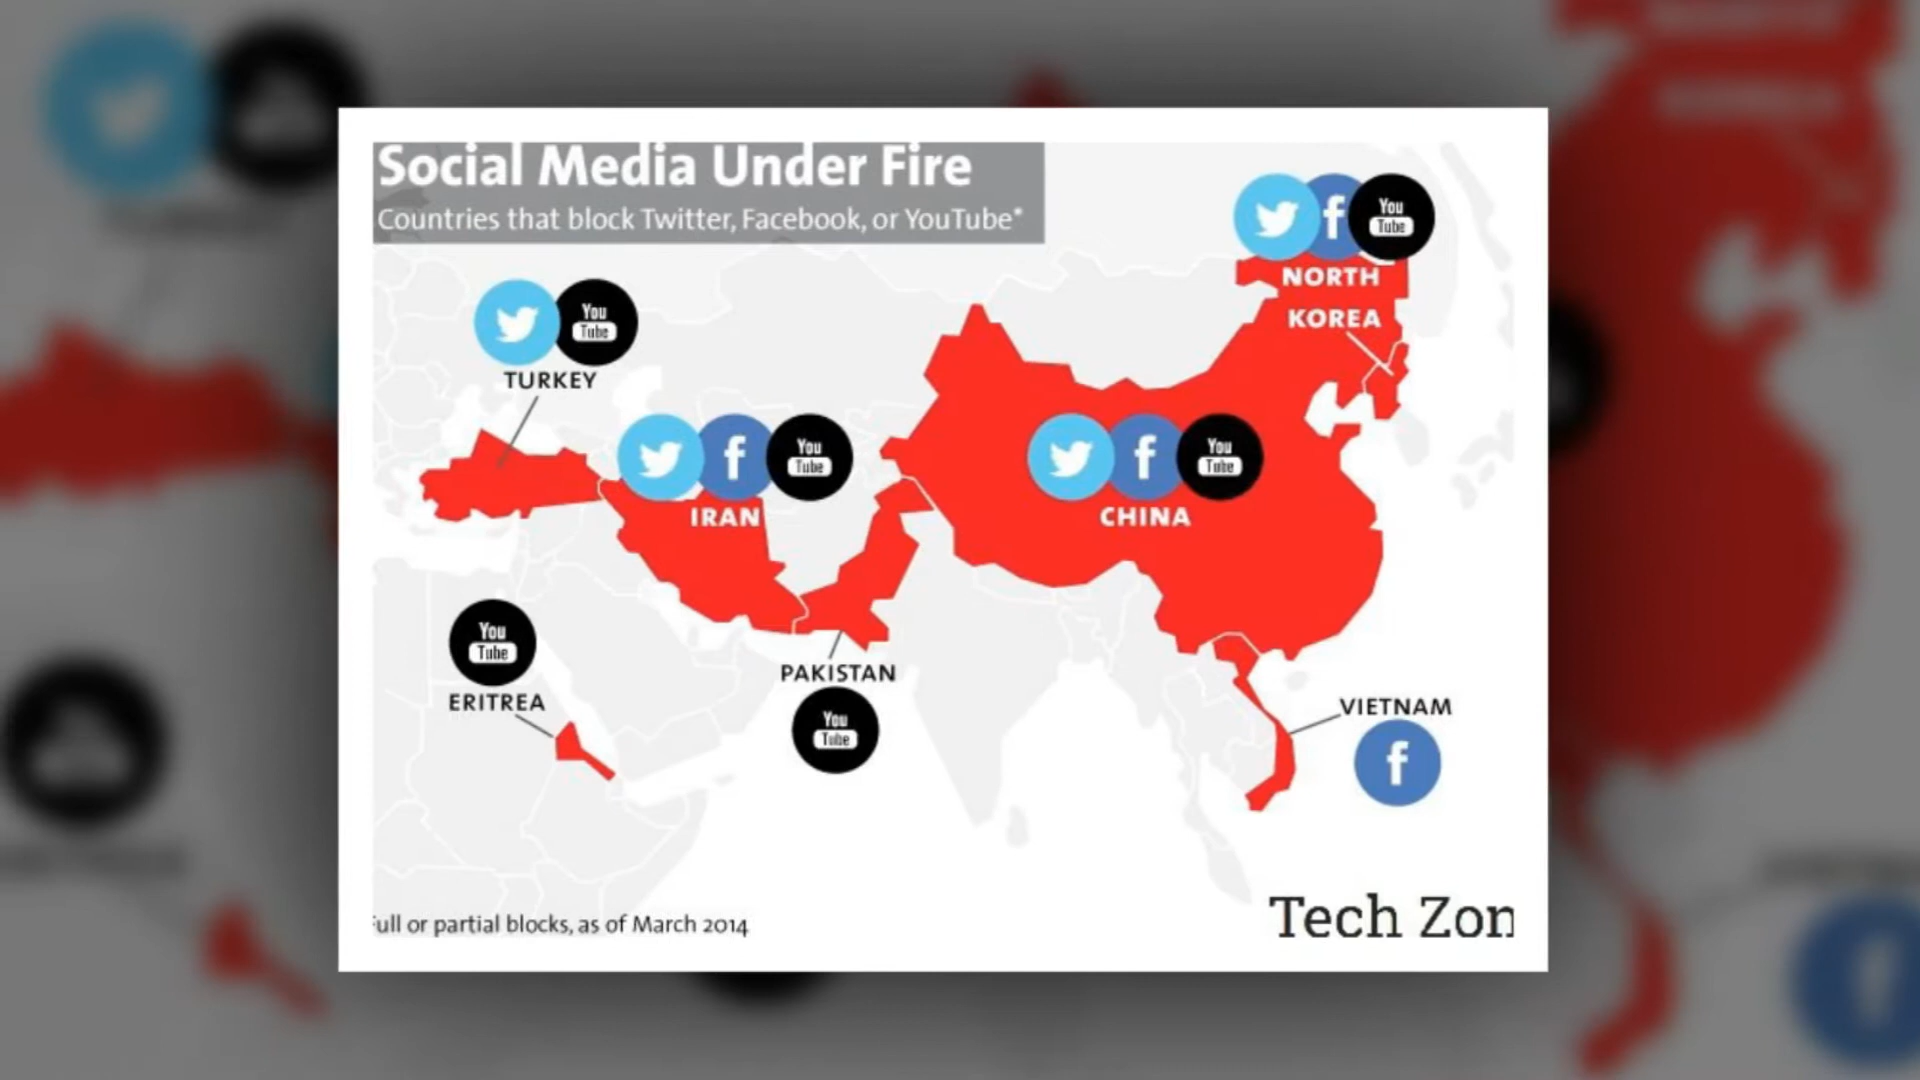 Social Media Under Fire
Countries that block Twitter, Facebook, or YouTube*
You
Tube
NORTH
KOREA
You
Tube
TURKEY
You
Tube
IRAN
You
Tube
CHINA
You
Tube
ERITREA
PAKISTAN
You
Tube
VIETNAM
ull or partial blocks, as of March 2014
Tech Zon